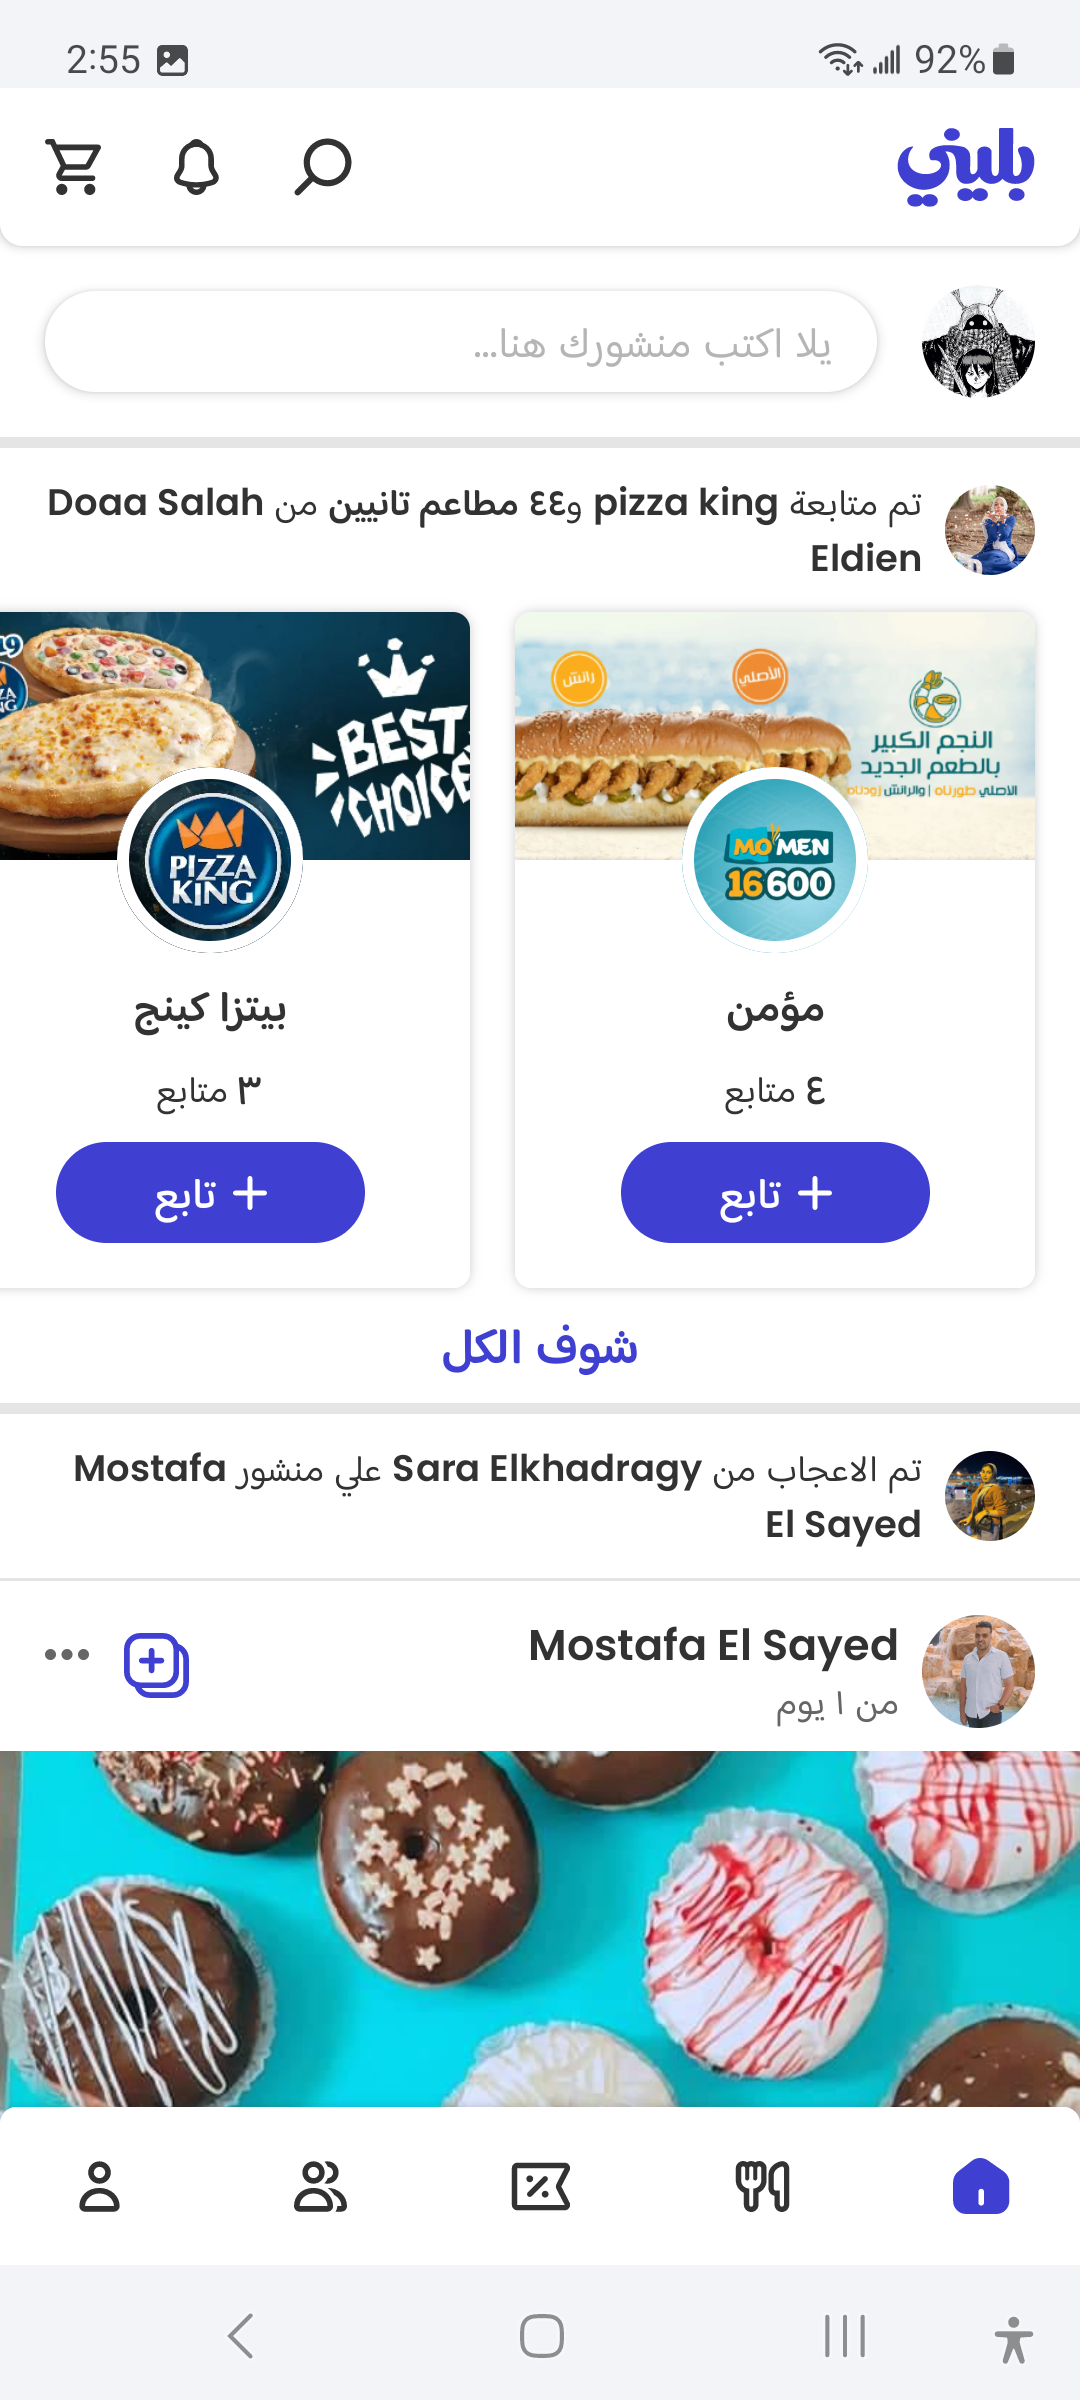 2:55
92%
بليني
يلا اكتب منشورك هنا...
تم متابعة pizza king و٤٤ مطاعم تانيين من Doaa Salah
Eldien
رانش
الأصلي
النجم الكبير
بالطعم الجديد
الاصلي طورناه | والرانش زودناه
MO'MEN
16600
مؤمن
٤ متابع
+ تابع
BEST
CHOICE
PIZZA
KING
بيتزا كينج
٣ متابع
+ تابع
شوف الكل
تم الاعجاب من Sara Elkhadragy علي منشور Mostafa
El Sayed
Mostafa El Sayed
من ١ يوم